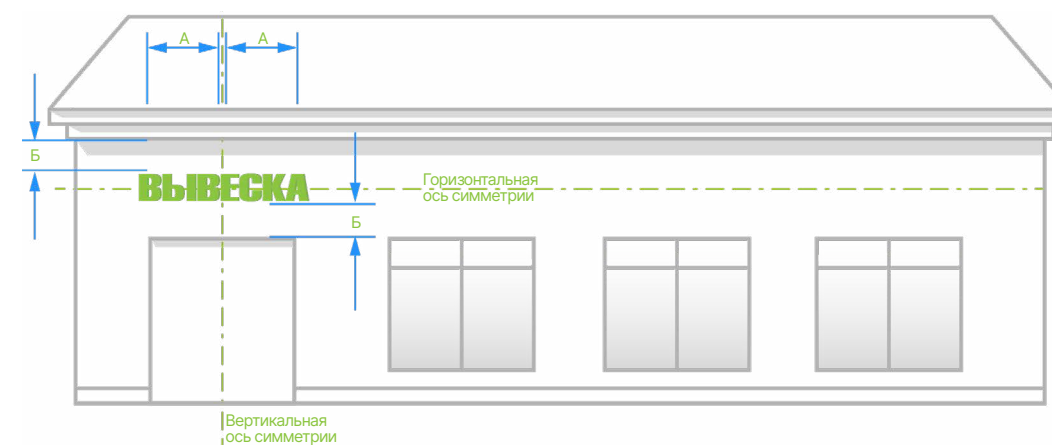 А А
Б
ВЫВЕСКА
Горизонтальная
ось симметрии
Б
Вертикальная
ось симметрии